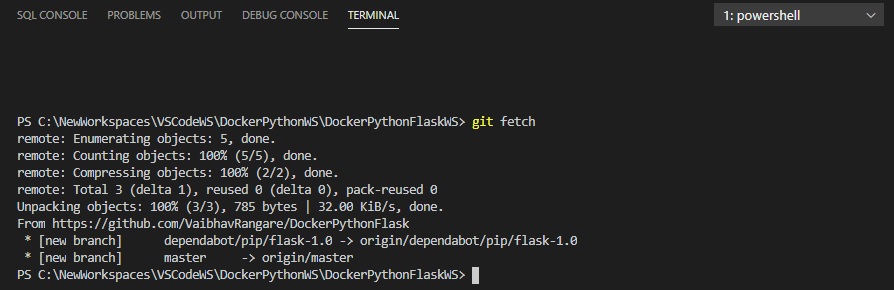 SQL CONSOLE PROBLEMS OUTPUT DEBUG CONSOLE TERMINAL 1: powershell
PS C:\NewWorkspaces\VSCodeWS\DockerPythonWS\DockerPythonFlaskWS> git fetch
remote: Enumerating objects: 5, done.
remote: Counting objects: 100% (5/5), done.
remote: Compressing objects: 100% (2/2), done.
remote: Total 3 (delta 1), reused 0 (delta 0), pack-reused 0
Unpacking objects: 100% (3/3), 785 bytes | 32.00 KiB/s, done.
From https://github.com/VaibhavRangare/DockerPythonFlask
 * [new branch]      dependabot/pip/flask-1.0 -> origin/dependabot/pip/flask-1.0
 * [new branch]      master     -> origin/master
PS C:\NewWorkspaces\VSCodeWS\DockerPythonWS\DockerPythonFlaskWS>